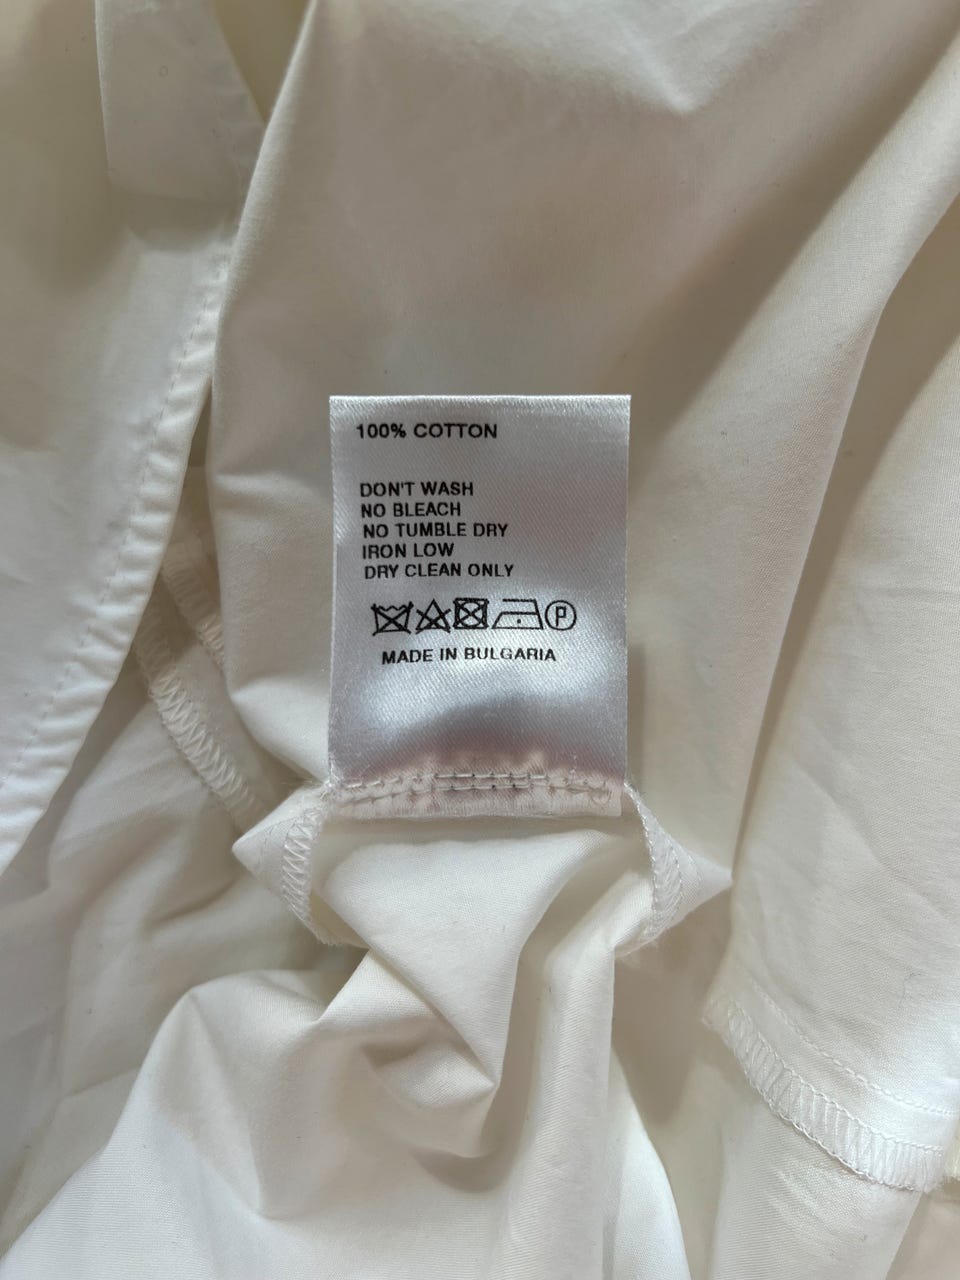 100% COTTON
DON'T WASH
NO BLEACH
NO TUMBLE DRY
IRON LOW
DRY CLEAN ONLY
P
MADE IN BULGARIA